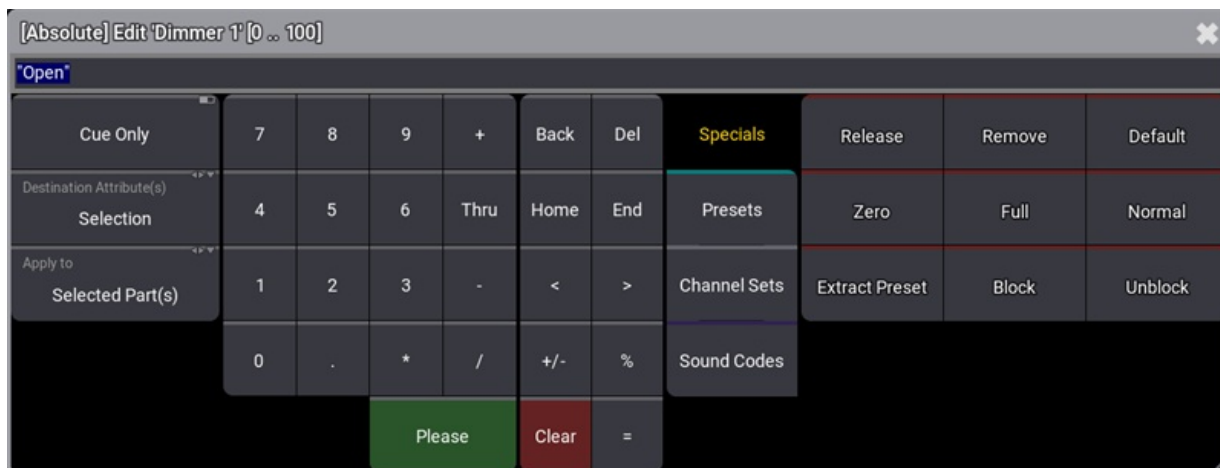 [Absolute] Edit 'Dimmer 1' [0 .. 100]
"Open"
Cue Only
7 8 9 + Back Del
Specials
Release Remove Default
Destination Attribute(s)
Selection
4 5 6 Thru Home End
Presets
Zero Full Normal
Apply to
Selected Part(s)
1 2 3 - < >
Channel Sets
Extract Preset Block Unblock
0 . * / +/- %
Sound Codes
Please Clear =